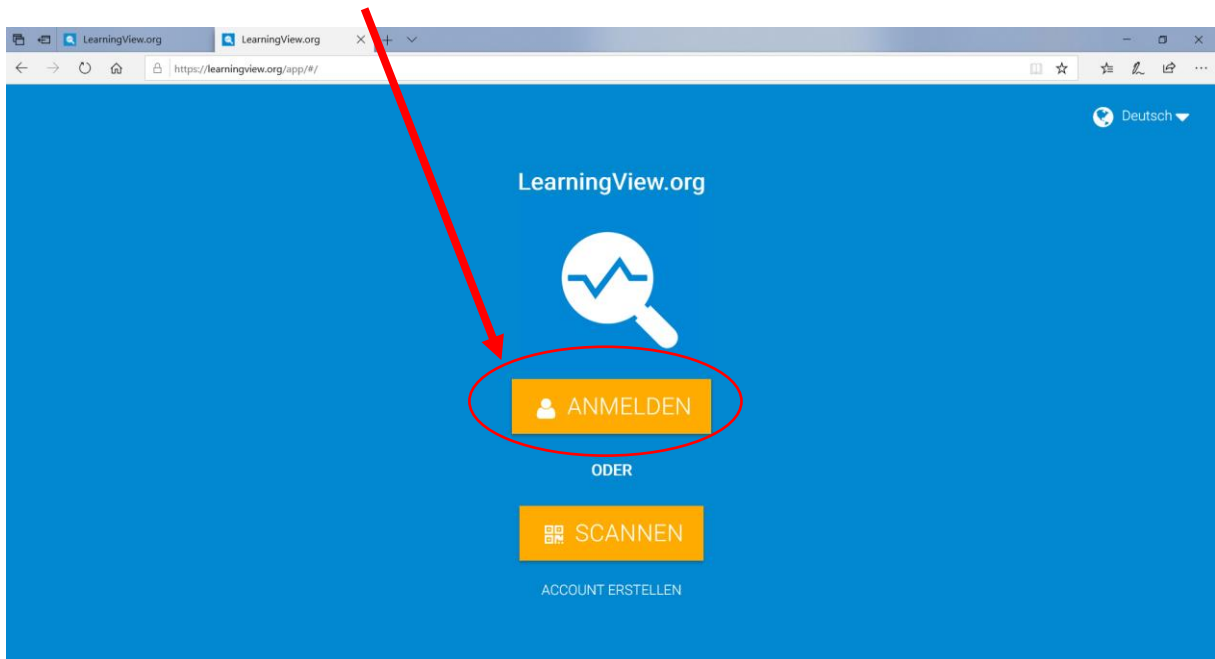 LearningView.org LearningView.org
https://learningview.org/app/#/
Deutsch
LearningView.org
ANMELDEN
ODER
SCANNEN
ACCOUNT ERSTELLEN